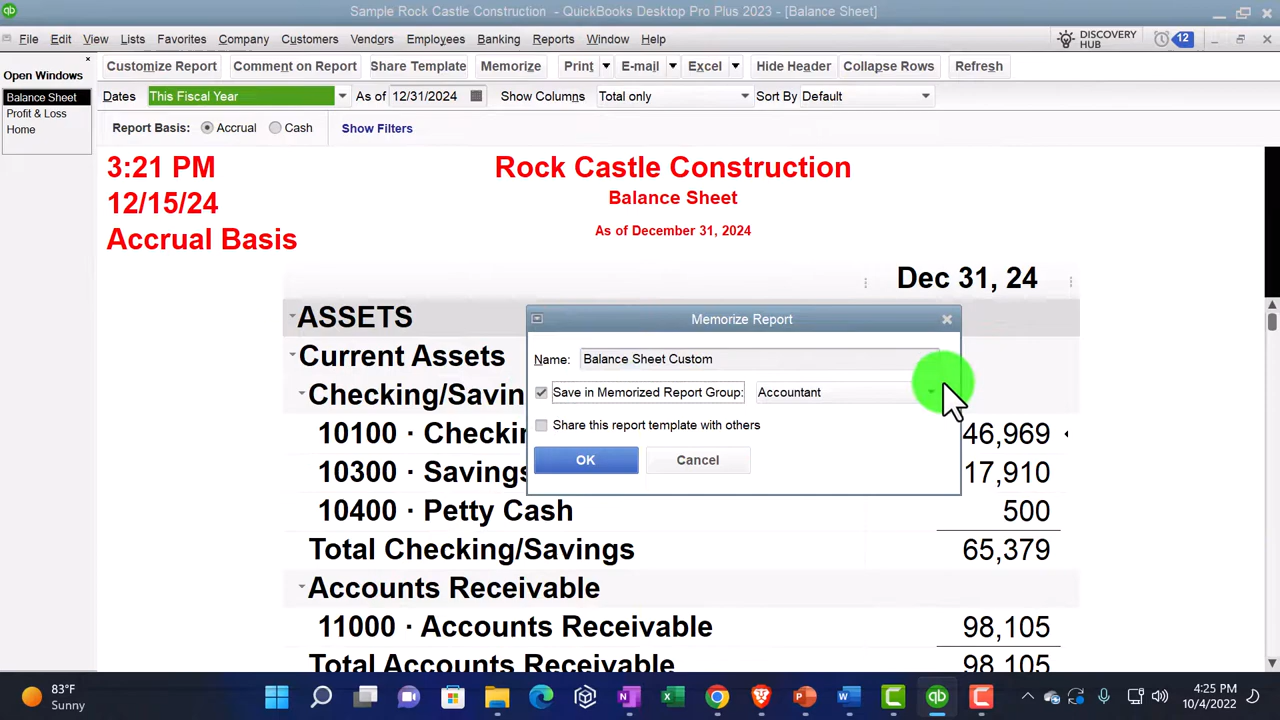 Sample Rock Castle Construction - QuickBooks Desktop Pro Plus 2023 - [Balance Sheet]
File Edit View Lists Favorites Company Customers Vendors Employees Banking Reports Window Help
DISCOVERY HUB 12
Open Windows
Balance Sheet
Profit & Loss
Home
Customize Report Comment on Report Share Template Memorize Print E-mail Excel Hide Header Collapse Rows Refresh
Dates This Fiscal Year As of 12/31/2024 Show Columns Total only Sort By Default
Report Basis: Accrual Cash Show Filters
3:21 PM
12/15/24
Accrual Basis
Rock Castle Construction
Balance Sheet
As of December 31, 2024
Dec 31, 24
ASSETS
Current Assets
Checking/Savin
10100 · Checki 46,969
10300 · Savings 17,910
10400 · Petty Cash 500
Total Checking/Savings 65,379
Accounts Receivable
11000 · Accounts Receivable 98,105
Total Accounts Receivable 98,105
Memorize Report
Name: Balance Sheet Custom
Save in Memorized Report Group: Accountant
Share this report template with others
OK Cancel
83°F
Sunny
4:25 PM
10/4/2022